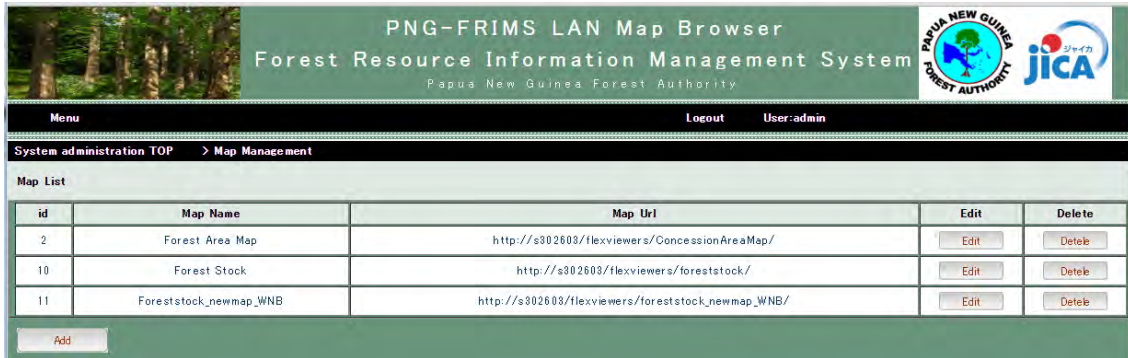 PNG-FRIMS LAN Map Browser
Forest Resource Information Management System
Papua New Guinea Forest Authority
PAPUA NEW GUINEA
FOREST AUTHORITY
ジャイカ
JICA
Menu Logout User:admin
System administration TOP > Map Management
Map List
id Map Name Map Url Edit Delete
2 Forest Area Map http://s302603/flexviewers/ConcessionAreaMap/ Edit Detele
10 Forest Stock http://s302603/flexviewers/foreststock/ Edit Detele
11 Foreststock_newmap_WNB http://s302603/flexviewers/foreststock_newmap_WNB/ Edit Detele
Add